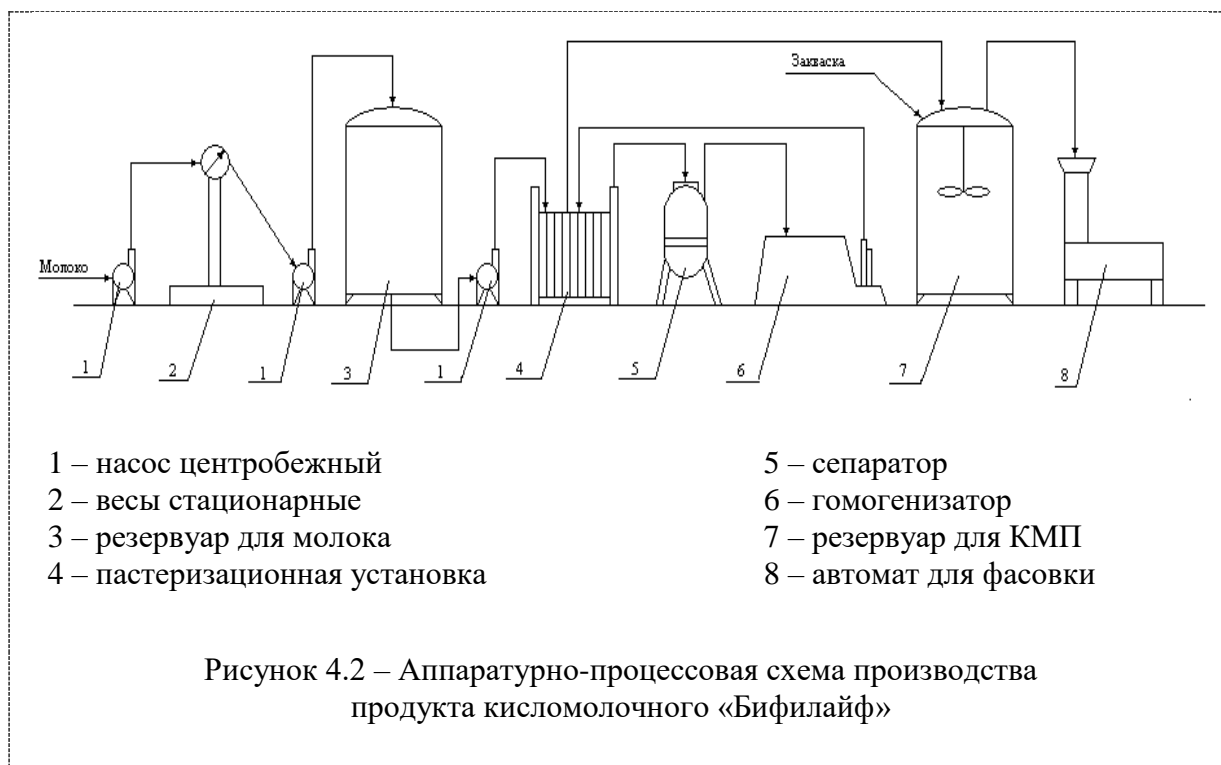 Закваска
Молоко
1
2
1
3
1
4
5
6
7
8
1 – насос центробежный
2 – весы стационарные
3 – резервуар для молока
4 – пастеризационная установка
5 – сепаратор
6 – гомогенизатор
7 – резервуар для КМП
8 – автомат для фасовки
Рисунок 4.2 – Аппаратурно-процессовая схема производства
продукта кисломолочного «Бифилайф»